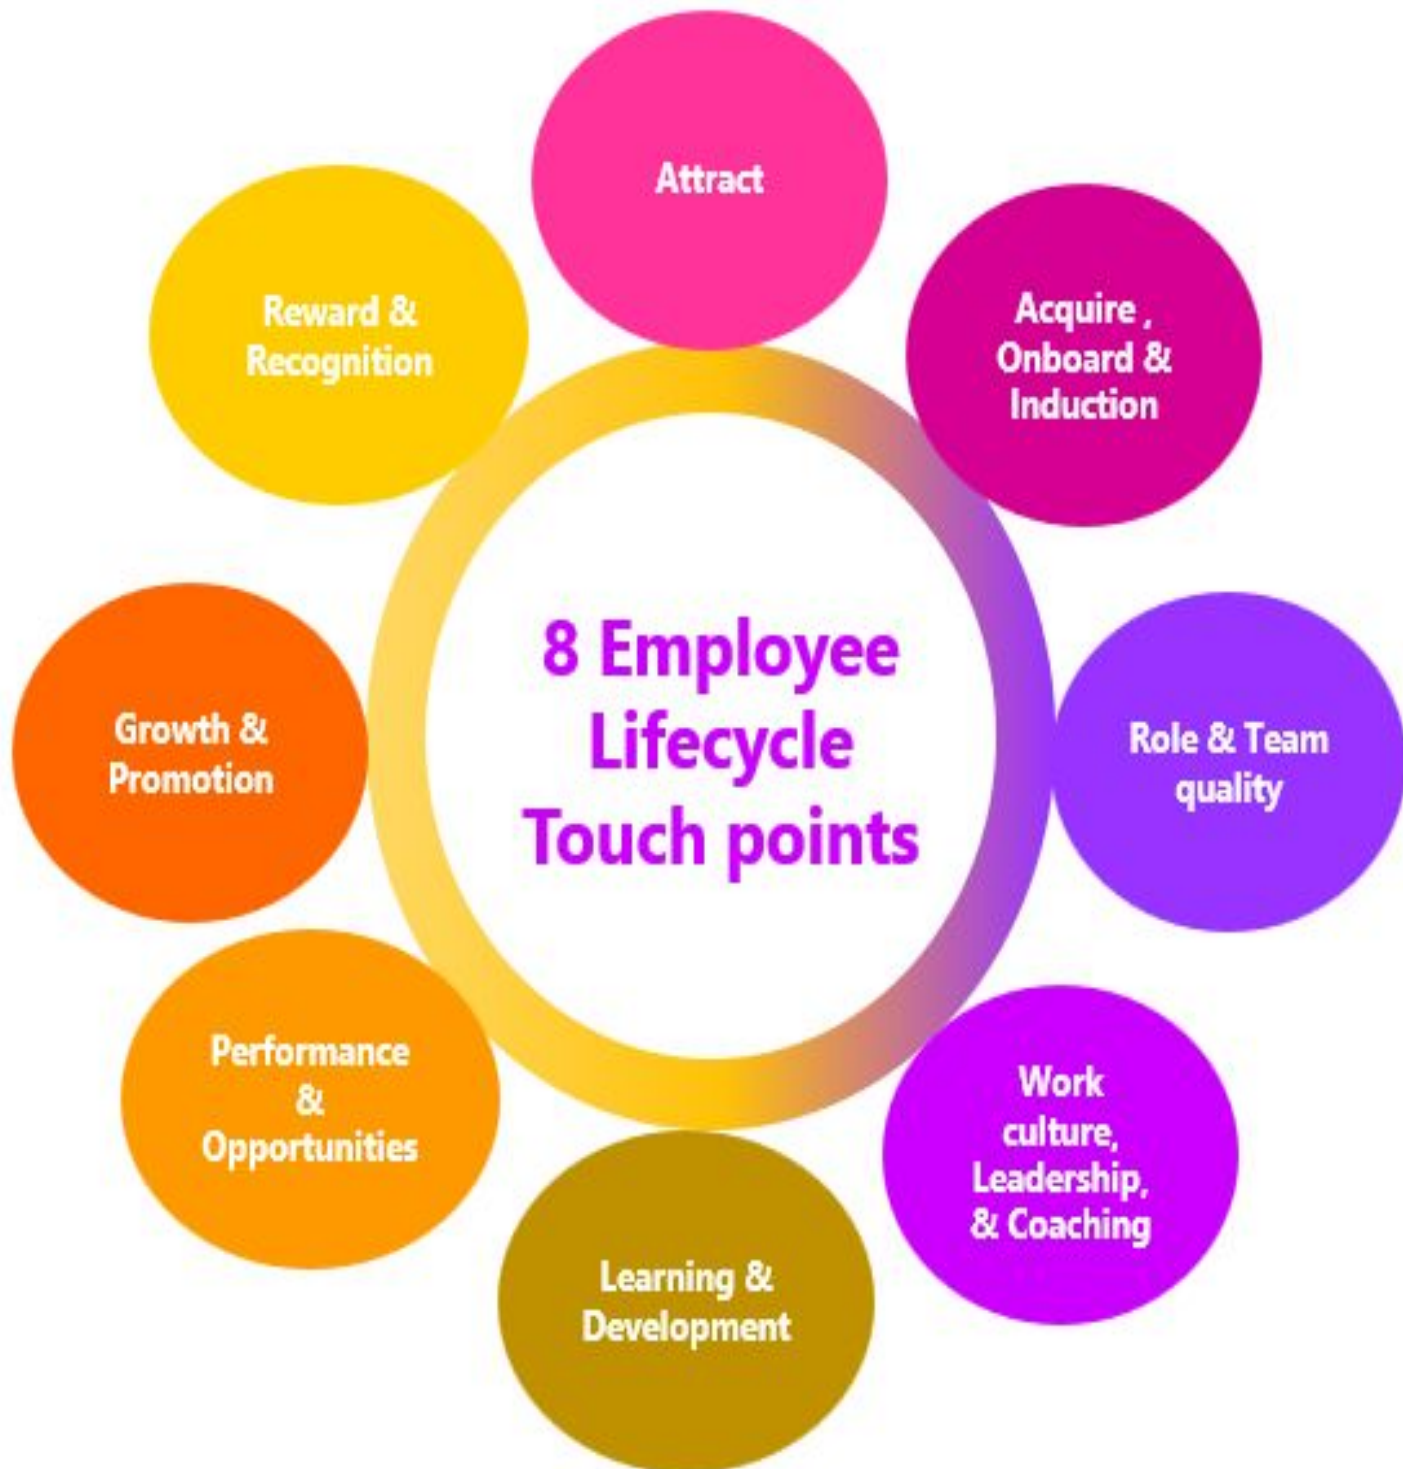 Attract
Acquire ,
Onboard &
Induction
Role & Team
quality
Work
culture,
Leadership,
& Coaching
Learning &
Development
Performance
&
Opportunities
Growth &
Promotion
Reward &
Recognition
8 Employee
Lifecycle
Touch points